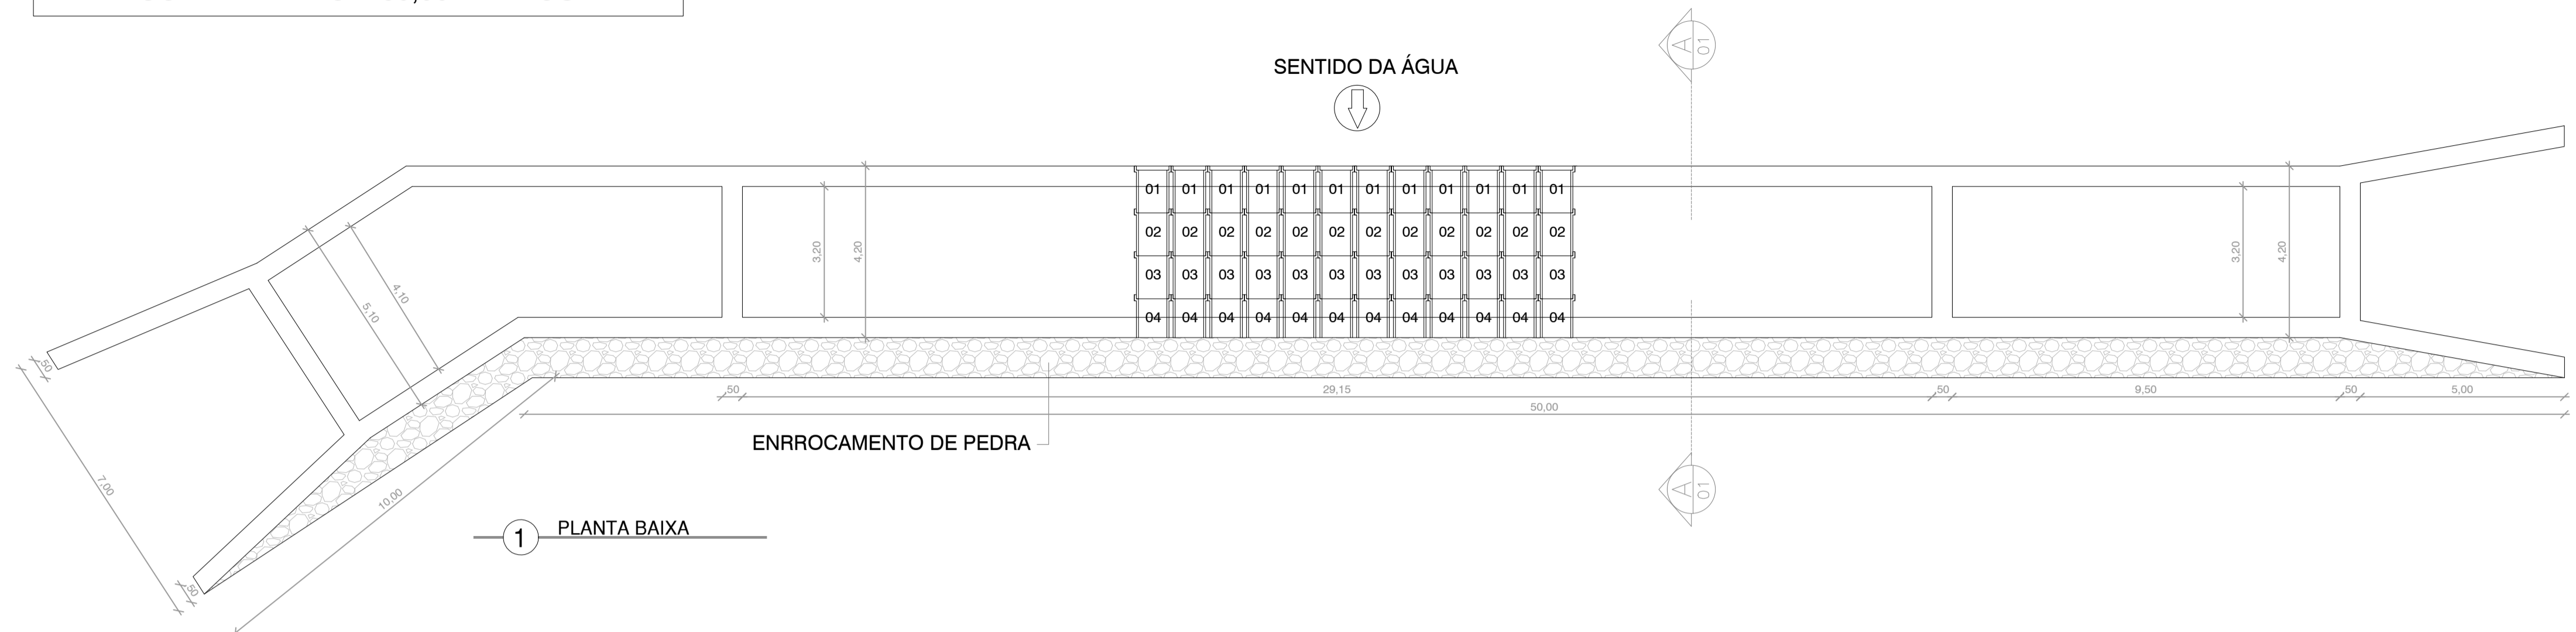 SENTIDO DA ÁGUA
A
01
01 01 01 01 01 01 01 01 01 01 01 01
02 02 02 02 02 02 02 02 02 02 02 02
03 03 03 03 03 03 03 03 03 03 03 03
04 04 04 04 04 04 04 04 04 04 04 04
3,20
4,20
3,20
4,20
4,10
5,10
,50
7,00
,50
10,00
,50
29,15
,50
9,50
,50
5,00
50,00
ENRROCAMENTO DE PEDRA
A
01
1
PLANTA BAIXA